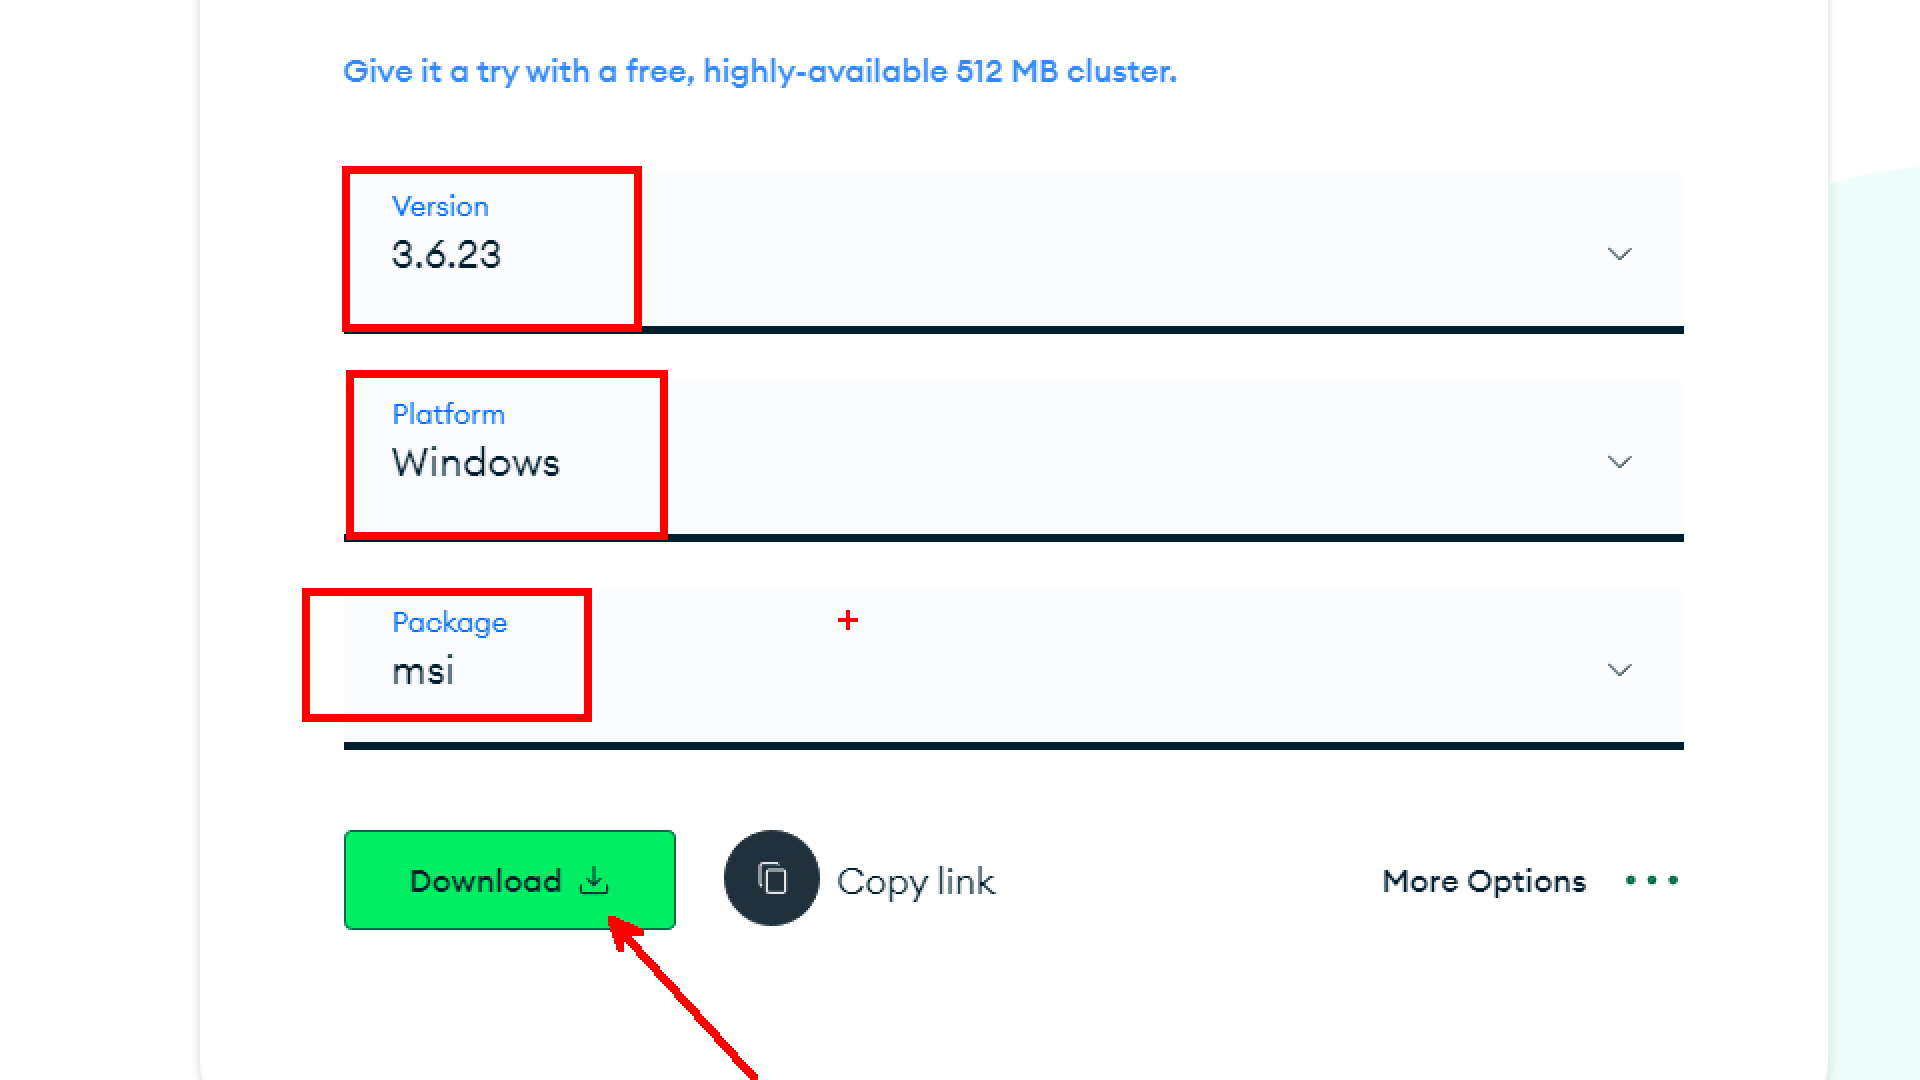 Give it a try with a free, highly-available 512 MB cluster.
Version
3.6.23
Platform
Windows
Package
msi
Download
Copy link
More Options